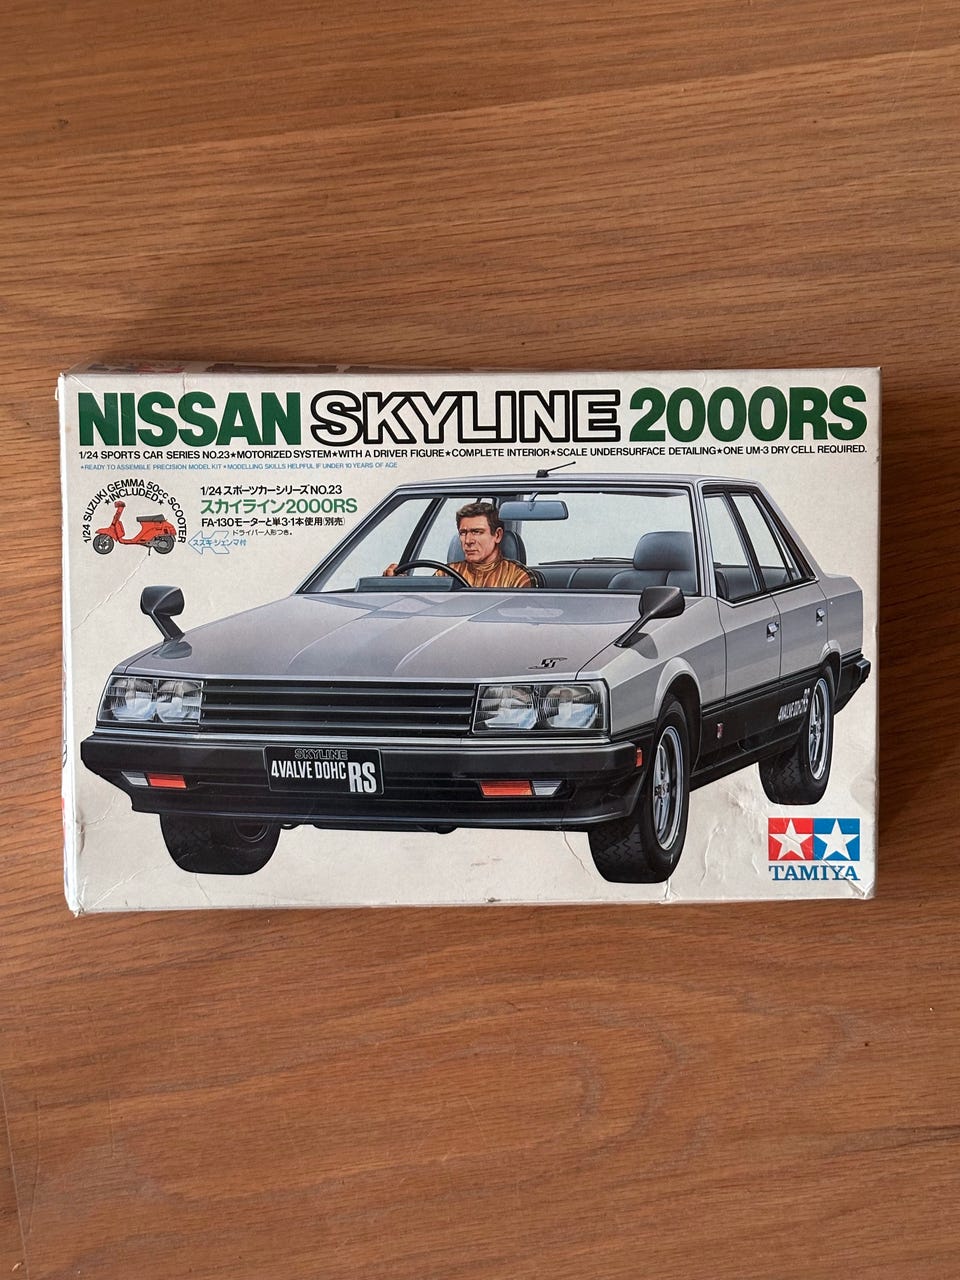 NISSAN SKYLINE 2000RS
1/24 SPORTS CAR SERIES NO.23★MOTORIZED SYSTEM★WITH A DRIVER FIGURE★COMPLETE INTERIOR★SCALE UNDERSURFACE DETAILING★ONE UM-3 DRY CELL REQUIRED.
★READY TO ASSEMBLE PRECISION MODEL KIT ★MODELLING SKILLS HELPFUL IF UNDER 10 YEARS OF AGE
1/24 SUZUKI GEMMA 50cc SCOOTER
★INCLUDED★
1/24スポーツカーシリーズNO.23
スカイライン2000RS
FA-130モーターと単3・1本使用(別売)
ドライバー人形つき。
スズキ・ジェンマ付
4VALVE DOHC RS
SKYLINE
4VALVE DOHC RS
TAMIYA